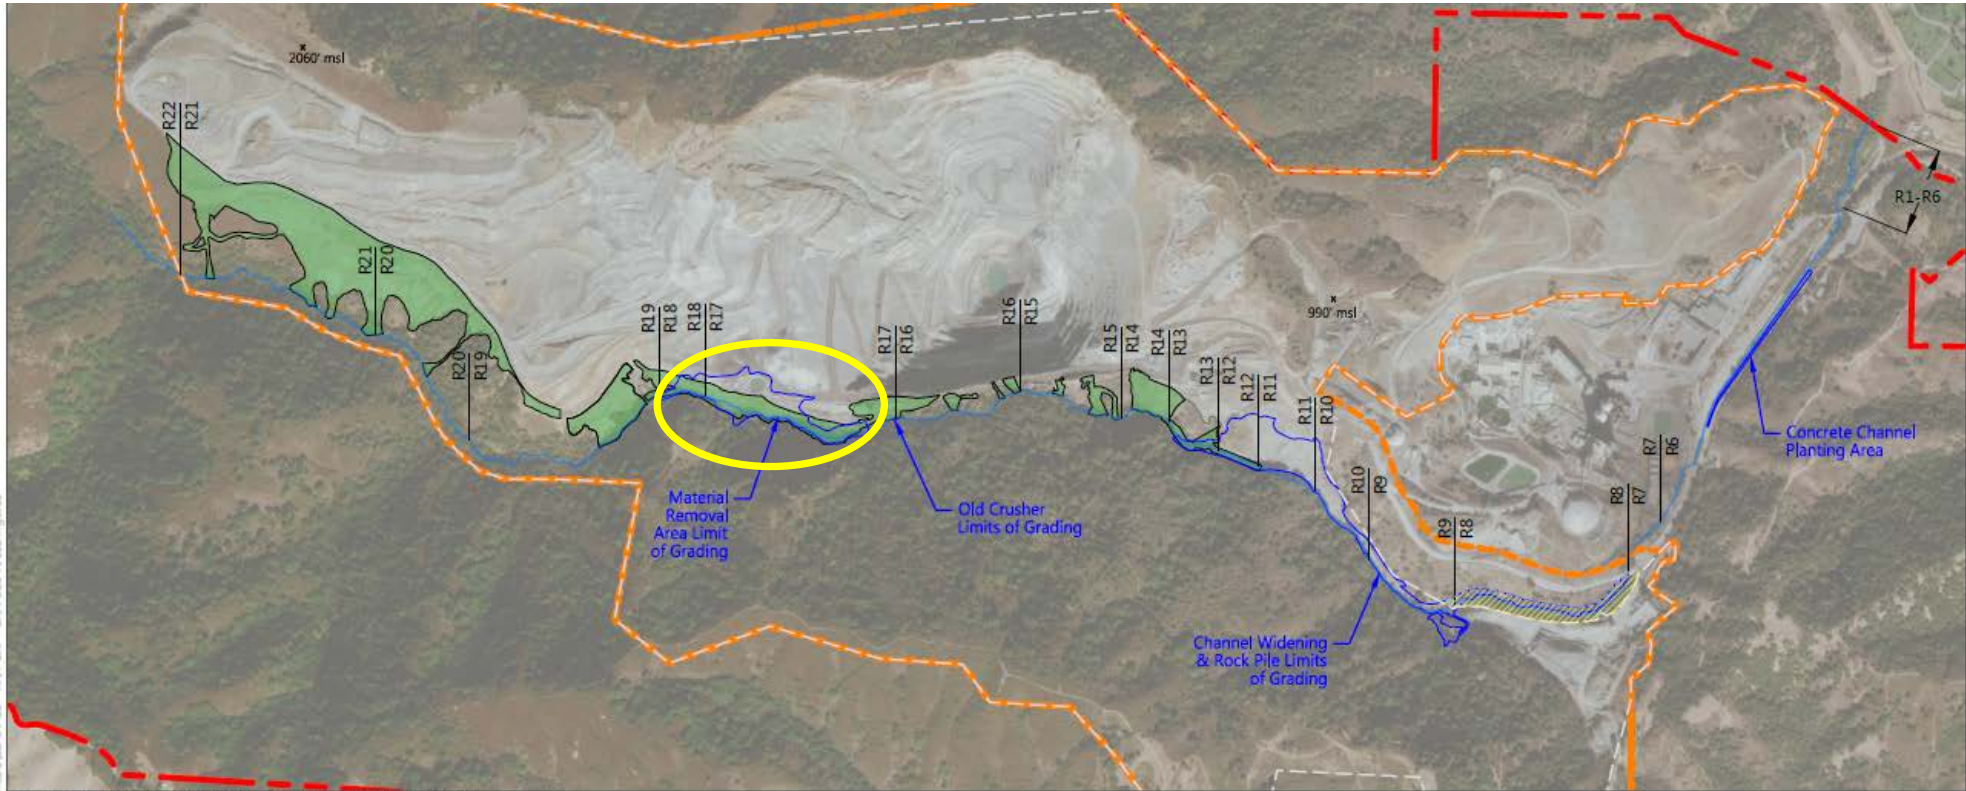 2060' msl
R22
R21
R21
R20
R20
R19
R19
R18
R18
R17
R17
R16
R16
R15
R15
R14
R14
R13
R13
R12
R12
R11
R11
R10
R10
R9
R9
R8
R8
R7
R7
R6
R1-R6
990' msl
Material
Removal
Area Limit
of Grading
Old Crusher
Limits of Grading
Channel Widening
& Rock Pile Limits
of Grading
Concrete Channel
Planting Area